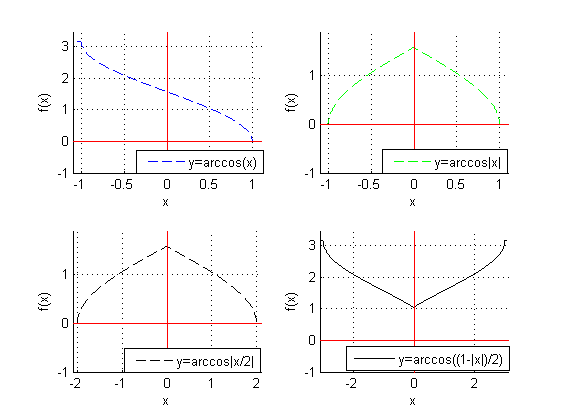 3
2
1
0
-1
-1
-0.5
0
0.5
1
f(x)
x
y=arccos(x)
1
0
-1
-1
-0.5
0
0.5
1
f(x)
x
y=arccos|x|
1
0
-1
-2
-1
0
1
2
f(x)
x
y=arccos|x/2|
3
2
1
0
-1
-2
0
2
f(x)
x
y=arccos((1-|x|)/2)